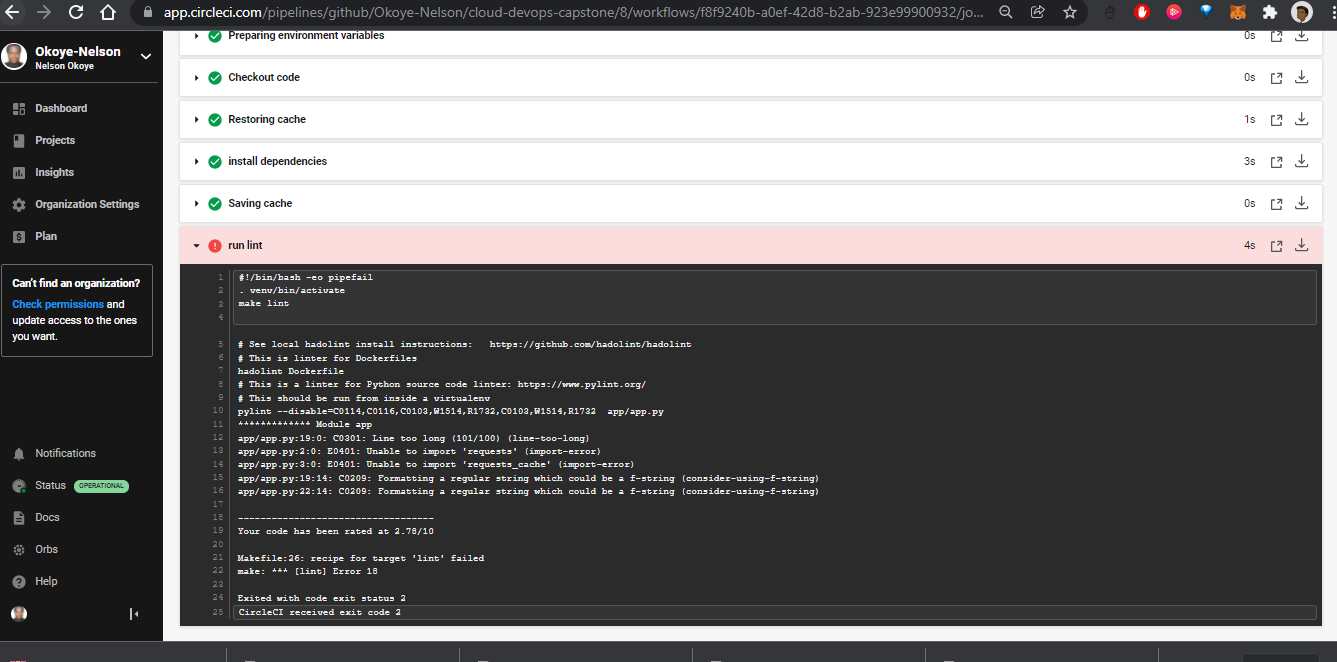 app.circleci.com/pipelines/github/Okoye-Nelson/cloud-devops-capstone/8/workflows/f8f9240b-a0ef-42d8-b2ab-923e99900932/jo...
Okoye-Nelson
Nelson Okoye
Dashboard
Projects
Insights
Organization Settings
Plan
Can't find an organization?
Check permissions and
update access to the ones
you want.
Notifications
Status OPERATIONAL
Docs
Orbs
Help
Preparing environment variables 0s
Checkout code 0s
Restoring cache 1s
install dependencies 3s
Saving cache 0s
run lint 4s
1 #!/bin/bash -eo pipefail
2 . venv/bin/activate
3 make lint
4
5 # See local hadolint install instructions:   https://github.com/hadolint/hadolint
6 # This is linter for Dockerfiles
7 hadolint Dockerfile
8 # This is a linter for Python source code linter: https://www.pylint.org/
9 # This should be run from inside a virtualenv
10 pylint --disable=C0114,C0116,C0103,W1514,R1732,C0103,W1514,R1732  app/app.py
11 ************* Module app
12 app/app.py:19:0: C0301: Line too long (101/100) (line-too-long)
13 app/app.py:2:0: E0401: Unable to import 'requests' (import-error)
14 app/app.py:3:0: E0401: Unable to import 'requests_cache' (import-error)
15 app/app.py:19:14: C0209: Formatting a regular string which could be a f-string (consider-using-f-string)
16 app/app.py:22:14: C0209: Formatting a regular string which could be a f-string (consider-using-f-string)
17
18 -----------------------------------
19 Your code has been rated at 2.78/10
20
21 Makefile:26: recipe for target 'lint' failed
22 make: *** [lint] Error 18
23
24 Exited with code exit status 2
25 CircleCI received exit code 2